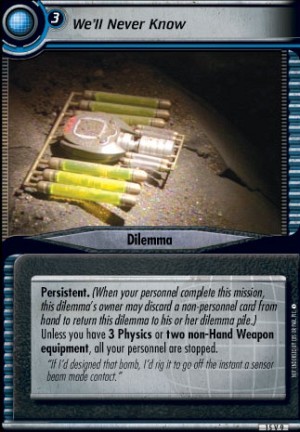 3
We'll Never Know
Dilemma
Persistent. (When your personnel complete this mission,
this dilemma's owner may discard a non-personnel card from
hand to return this dilemma to his or her dilemma pile.)
Unless you have 3 Physics or two non-Hand Weapon
equipment, all your personnel are stopped.
"If I'd designed that bomb, I'd rig it to go off the instant a sensor
beam made contact."